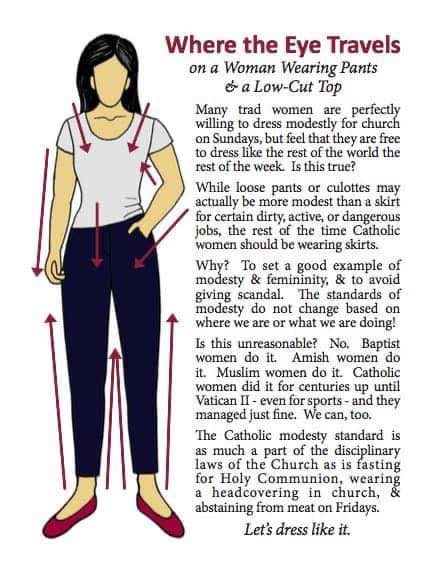 Where the Eye Travels
on a Woman Wearing Pants
& a Low-Cut Top
Many trad women are perfectly
willing to dress modestly for church
on Sundays, but feel that they are free
to dress like the rest of the world the
rest of the week. Is this true?
While loose pants or culottes may
actually be more modest than a skirt
for certain dirty, active, or dangerous
jobs, the rest of the time Catholic
women should be wearing skirts.
Why? To set a good example of
modesty & femininity, & to avoid
giving scandal. The standards of
modesty do not change based on
where we are or what we are doing!
Is this unreasonable? No. Baptist
women do it. Amish women do
it. Muslim women do it. Catholic
women did it for centuries up until
Vatican II - even for sports - and they
managed just fine. We can, too.
The Catholic modesty standard is
as much a part of the disciplinary
laws of the Church as is fasting
for Holy Communion, wearing
a headcovering in church, &
abstaining from meat on Fridays.
Let's dress like it.